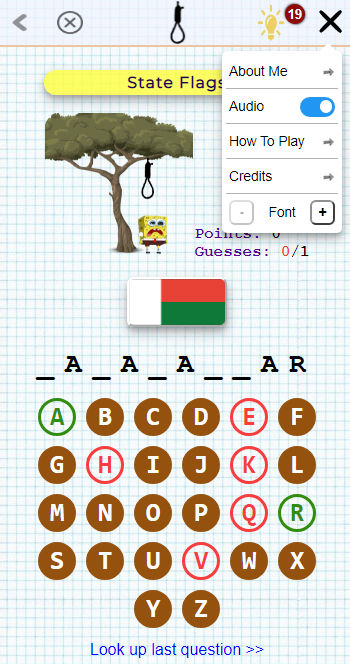 19
State Flags
About Me
Audio
How To Play
Credits
- Font +
Points: 0
Guesses: 0/1
_ A _ A _ A _ _ A R
A B C D E F
G H I J K L
M N O P Q R
S T U V W X
Y Z
Look up last question >>